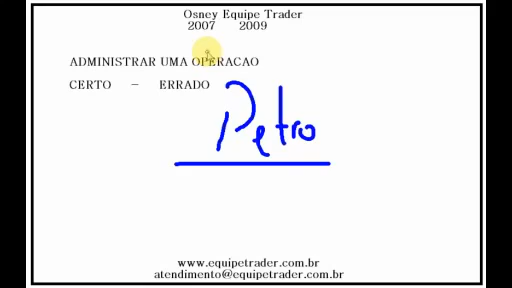 Osney Equipe Trader
2007 2009
ADMINISTRAR UMA OPERACAO
CERTO - ERRADO
Petro
www.equipetrader.com.br
atendimento@equipetrader.com.br